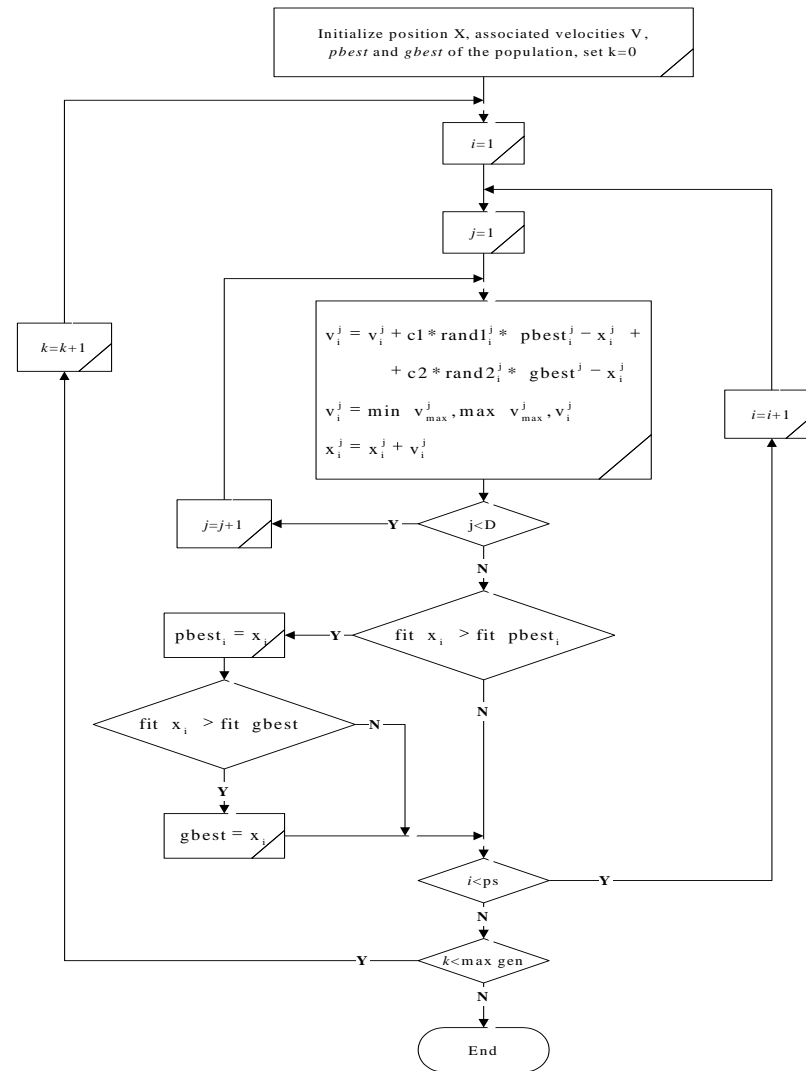 Initialize position X, associated velocities V,
pbest and gbest of the population, set k=0
i=1
j=1
v_i^j = v_i^j + c1*rand1_i^j* pbest_i^j − x_i^j +
+ c2*rand2_i^j* gbest^j − x_i^j
v_i^j = min v_max^j, max v_max^j, v_i^j
x_i^j = x_i^j + v_i^j
k=k+1
i=i+1
j=j+1
Y
j<D
N
pbest_i = x_i
Y
fit x_i > fit pbest_i
N
fit x_i > fit gbest
N
Y
gbest = x_i
i<ps
Y
N
Y
k<max gen
N
End